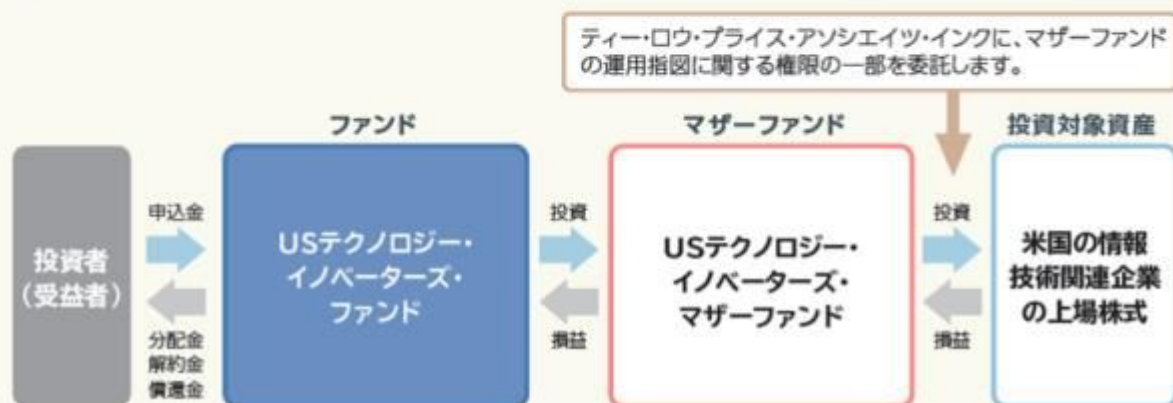 ティー・ロウ・プライス・アソシエイツ・インクに、マザーファンド
の運用指図に関する権限の一部を委託します。
ファンド
マザーファンド
投資対象資産
投資者
(受益者)
申込金
分配金
解約金
償還金
USテクノロジー・
イノベーターズ・
ファンド
投資
損益
USテクノロジー・
イノベーターズ・
マザーファンド
投資
損益
米国の情報
技術関連企業
の上場株式